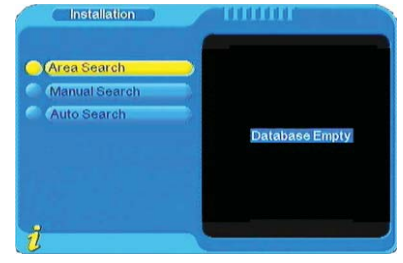 Installation
Area Search
Manual Search
Auto Search
Database Empty
i